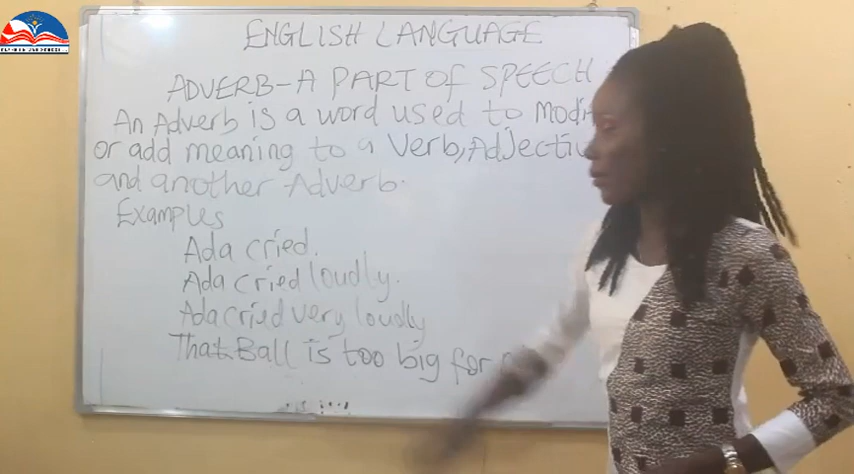 ENGLISH LANGUAGE
ADVERB-A PART OF SPEECH
An Adverb is a word used to Modif
or add meaning to a Verb, Adjectiv
and another Adverb.
Examples
Ada cried.
Ada cried loudly.
Ada cried very loudly
That Ball is too big for